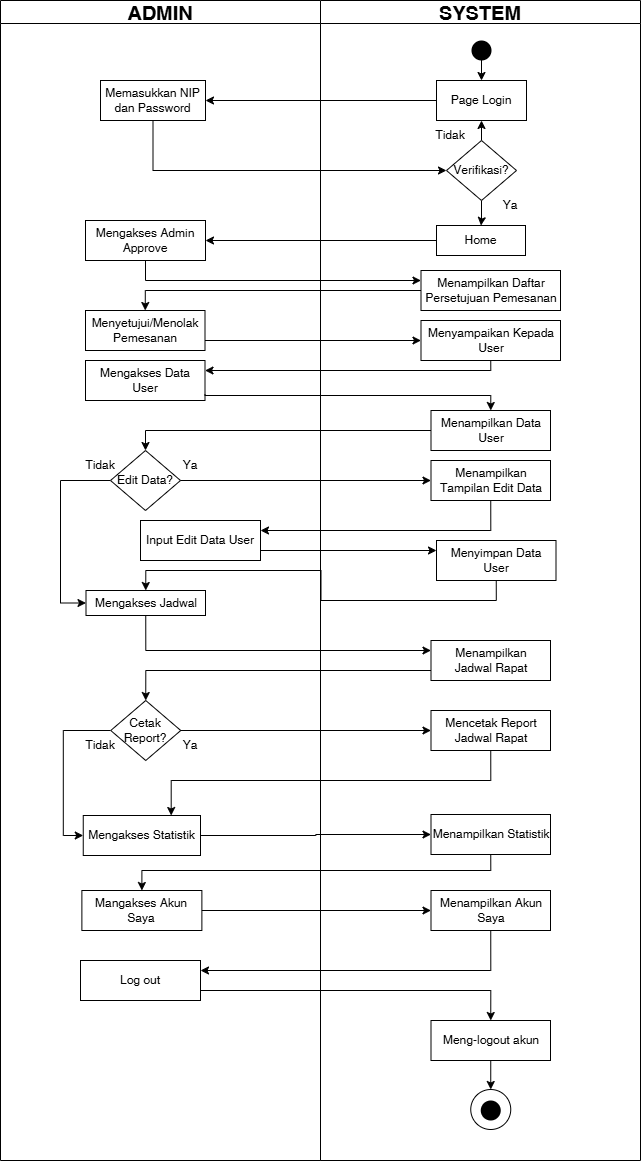 ADMIN
SYSTEM
Memasukkan NIP
dan Password
Page Login
Tidak
Verifikasi?
Ya
Mengakses Admin
Approve
Home
Menampilkan Daftar
Persetujuan Pemesanan
Menyetujui/Menolak
Pemesanan
Menyampaikan Kepada
User
Mengakses Data
User
Menampilkan Data
User
Tidak
Ya
Edit Data?
Menampilkan
Tampilan Edit Data
Input Edit Data User
Menyimpan Data
User
Mengakses Jadwal
Menampilkan
Jadwal Rapat
Cetak
Report?
Tidak
Ya
Mencetak Report
Jadwal Rapat
Mengakses Statistik
Menampilkan Statistik
Mangakses Akun
Saya
Menampilkan Akun
Saya
Log out
Meng-logout akun